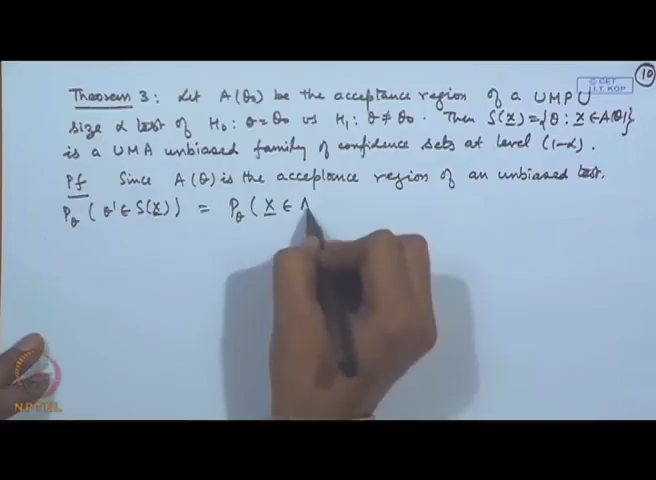 10
© CET
I.I.T. KGP
Theorem 3: Let A(θ₀) be the acceptance region of a UMPU
size α test of H₀: θ=θ₀ vs H₁: θ≠θ₀. Then S(x)={θ: x∈A(θ)}
is a UMA unbiased family of confidence sets at level (1-α).
Pf Since A(θ) is the acceptance region of an unbiased test.
P_θ(θ'∈S(X)) = P_θ(X∈A
NPTEL